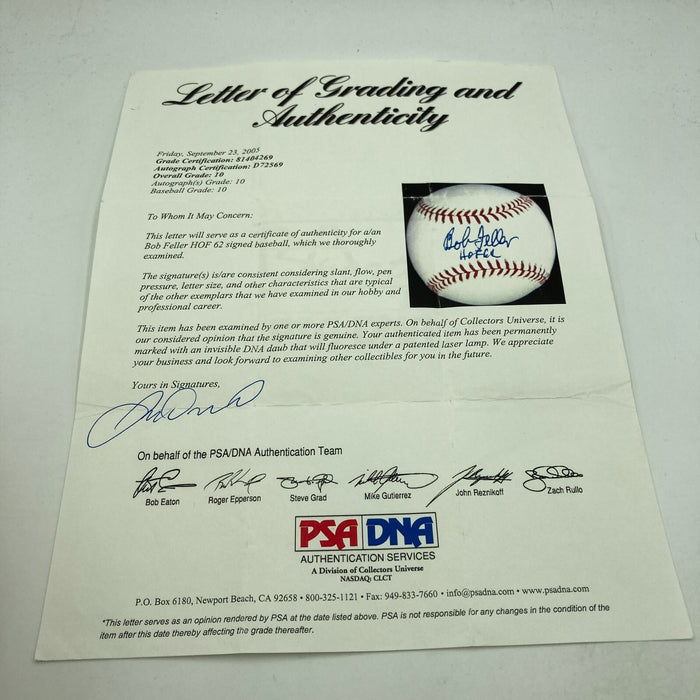 Letter of Grading and
Authenticity
Friday, September 23, 2005
Grade Certification: 81404269
Autograph Certification: D72569
Overall Grade: 10
Autograph(s) Grade: 10
Baseball Grade: 10
To Whom It May Concern:
This letter will serve as a certificate of authenticity for a/an
Bob Feller HOF 62 signed baseball, which we thoroughly
examined.
The signature(s) is/are consistent considering slant, flow, pen
pressure, letter size, and other characteristics that are typical
of the other exemplars that we have examined in our hobby and
professional career.
Bob Feller
HOF 62
This item has been examined by one or more PSA/DNA experts. On behalf of Collectors Universe, it is
our considered opinion that the signature is genuine. Your authenticated item has been permanently
marked with an invisible DNA daub that will fluoresce under a patented laser lamp. We appreciate
your business and look forward to examining other collectibles for you in the future.
Yours in Signatures,
On behalf of the PSA/DNA Authentication Team
Bob Eaton
Roger Epperson
Steve Grad
Mike Gutierrez
John Reznikoff
Zach Rullo
PSA DNA
AUTHENTICATION SERVICES
A Division of Collectors Universe
NASDAQ: CLCT
P.O. Box 6180, Newport Beach, CA 92658 • 800-325-1121 • Fax: 949-833-7660 • info@psadna.com • www.psadna.com
*This letter serves as an opinion rendered by PSA at the date listed above. PSA is not responsible for any changes in the condition of the
item after this date thereby affecting the grade thereafter.